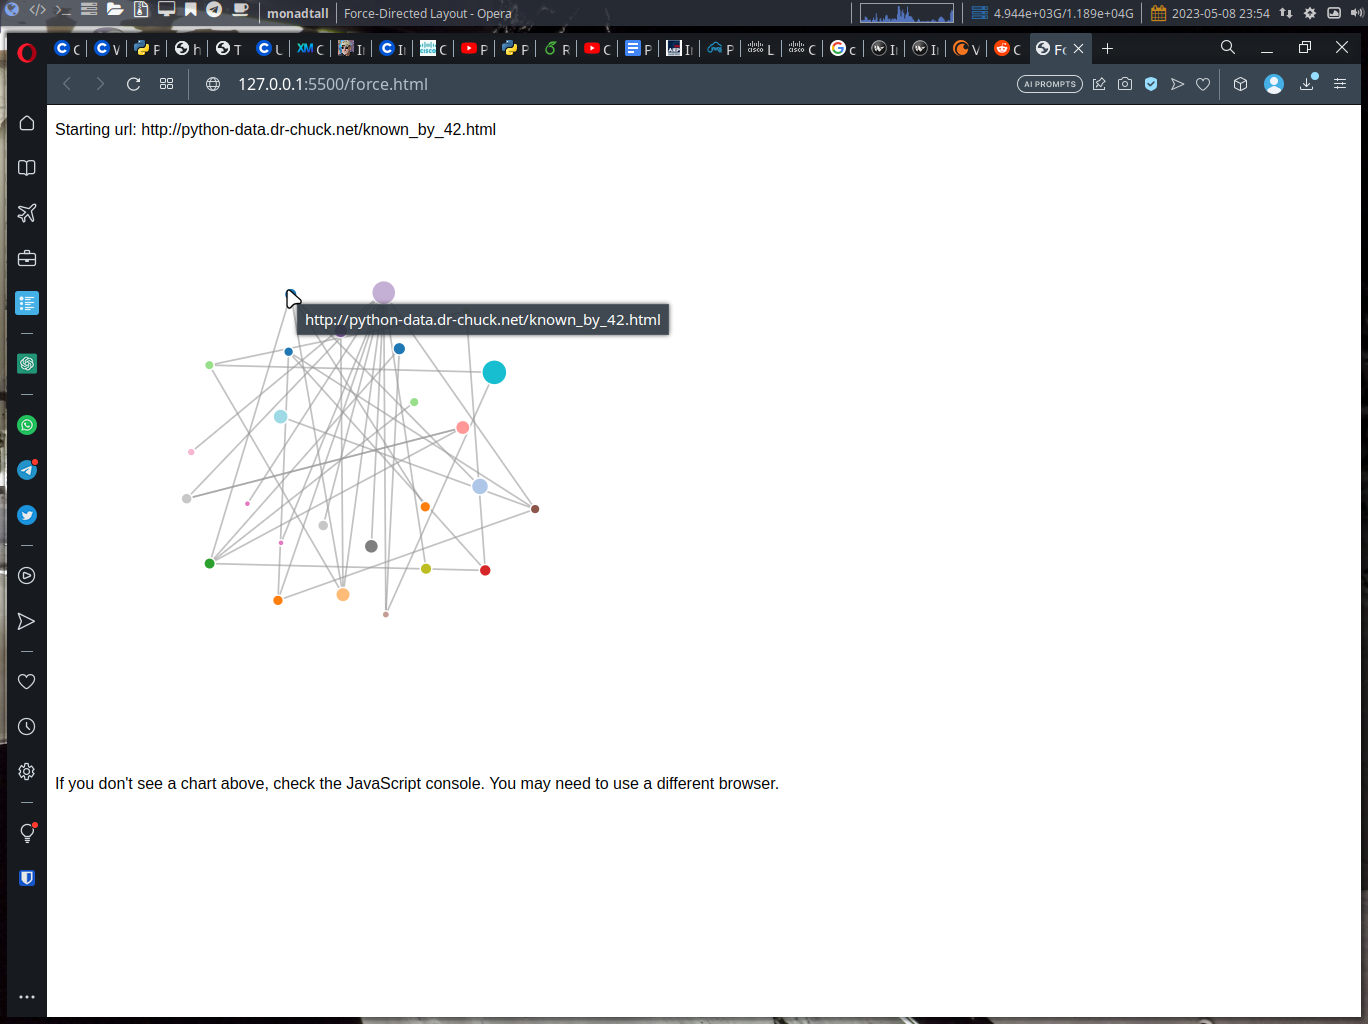 monadtall
Force-Directed Layout - Opera
4.944e+03G/1.189e+04G
2023-05-08 23:54
127.0.0.1:5500/force.html
AI PROMPTS
Starting url: http://python-data.dr-chuck.net/known_by_42.html
http://python-data.dr-chuck.net/known_by_42.html
If you don't see a chart above, check the JavaScript console. You may need to use a different browser.